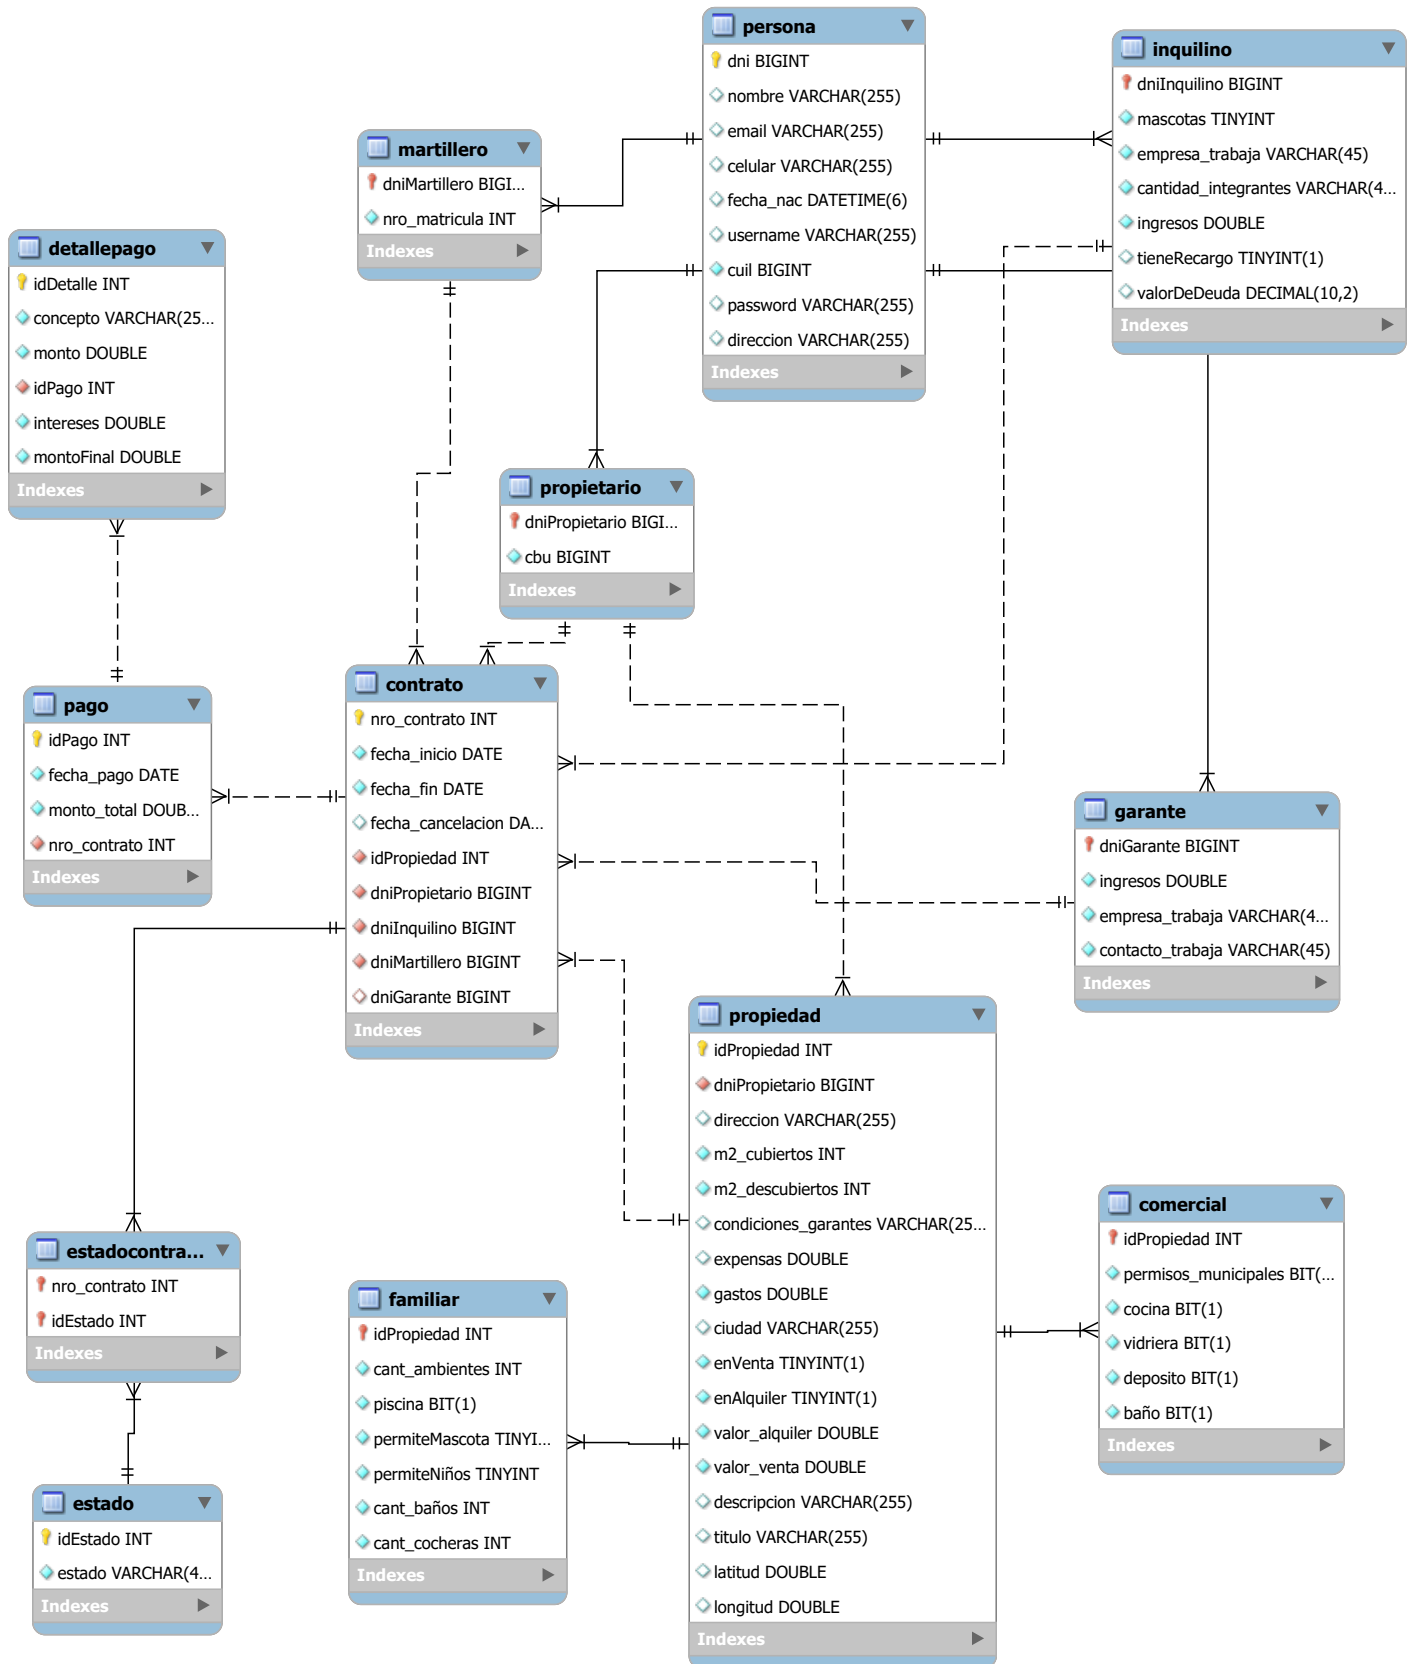 persona
dni BIGINT
nombre VARCHAR(255)
email VARCHAR(255)
celular VARCHAR(255)
fecha_nac DATETIME(6)
username VARCHAR(255)
cuil BIGINT
password VARCHAR(255)
direccion VARCHAR(255)
Indexes
inquilino
dniInquilino BIGINT
mascotas TINYINT
empresa_trabaja VARCHAR(45)
cantidad_integrantes VARCHAR(4...
ingresos DOUBLE
tieneRecargo TINYINT(1)
valorDeDeuda DECIMAL(10,2)
Indexes
martillero
dniMartillero BIGI...
nro_matricula INT
Indexes
detallepago
idDetalle INT
concepto VARCHAR(25...
monto DOUBLE
idPago INT
intereses DOUBLE
montoFinal DOUBLE
Indexes
propietario
dniPropietario BIGI...
cbu BIGINT
Indexes
pago
idPago INT
fecha_pago DATE
monto_total DOUB...
nro_contrato INT
Indexes
contrato
nro_contrato INT
fecha_inicio DATE
fecha_fin DATE
fecha_cancelacion DA...
idPropiedad INT
dniPropietario BIGINT
dniInquilino BIGINT
dniMartillero BIGINT
dniGarante BIGINT
Indexes
garante
dniGarante BIGINT
ingresos DOUBLE
empresa_trabaja VARCHAR(4...
contacto_trabaja VARCHAR(45)
Indexes
propiedad
idPropiedad INT
dniPropietario BIGINT
direccion VARCHAR(255)
m2_cubiertos INT
m2_descubiertos INT
condiciones_garantes VARCHAR(25...
expensas DOUBLE
gastos DOUBLE
ciudad VARCHAR(255)
enVenta TINYINT(1)
enAlquiler TINYINT(1)
valor_alquiler DOUBLE
valor_venta DOUBLE
descripcion VARCHAR(255)
titulo VARCHAR(255)
latitud DOUBLE
longitud DOUBLE
Indexes
comercial
idPropiedad INT
permisos_municipales BIT(...
cocina BIT(1)
vidriera BIT(1)
deposito BIT(1)
baño BIT(1)
Indexes
estadocontra...
nro_contrato INT
idEstado INT
Indexes
familiar
idPropiedad INT
cant_ambientes INT
piscina BIT(1)
permiteMascota TINYI...
permiteNiños TINYINT
cant_baños INT
cant_cocheras INT
Indexes
estado
idEstado INT
estado VARCHAR(4...
Indexes